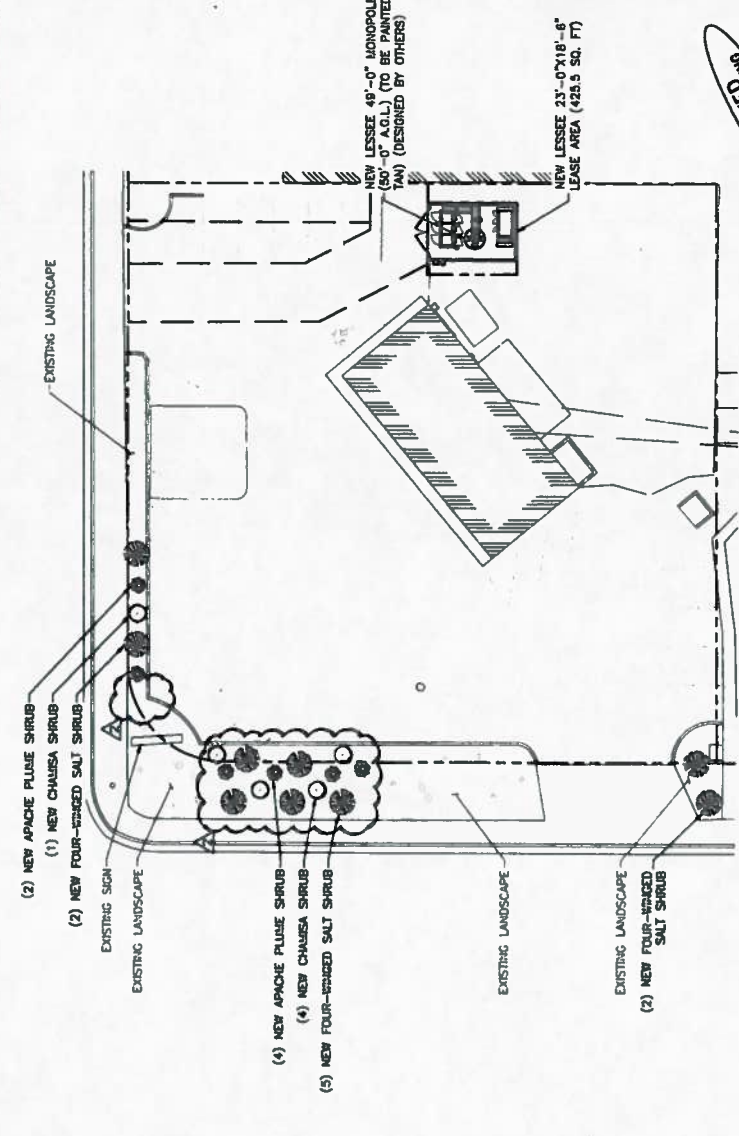 NEW LESSEE 49'-0" MONOPOLE
(50'-0" A.G.L.) (TO BE PAINTED
TAN) (DESIGNED BY OTHERS)
NEW LESSEE 23'-0"X18'-6"
LEASE AREA (425.5 SQ. FT)
EXISTING LANDSCAPE
(2) NEW APACHE PLUME SHRUB
(1) NEW CHAMISA SHRUB
(2) NEW FOUR-WINGED SALT SHRUB
EXISTING SIGN
EXISTING LANDSCAPE
(4) NEW APACHE PLUME SHRUB
(4) NEW CHAMISA SHRUB
(5) NEW FOUR-WINGED SALT SHRUB
EXISTING LANDSCAPE
EXISTING LANDSCAPE
(2) NEW FOUR-WINGED
SALT SHRUB